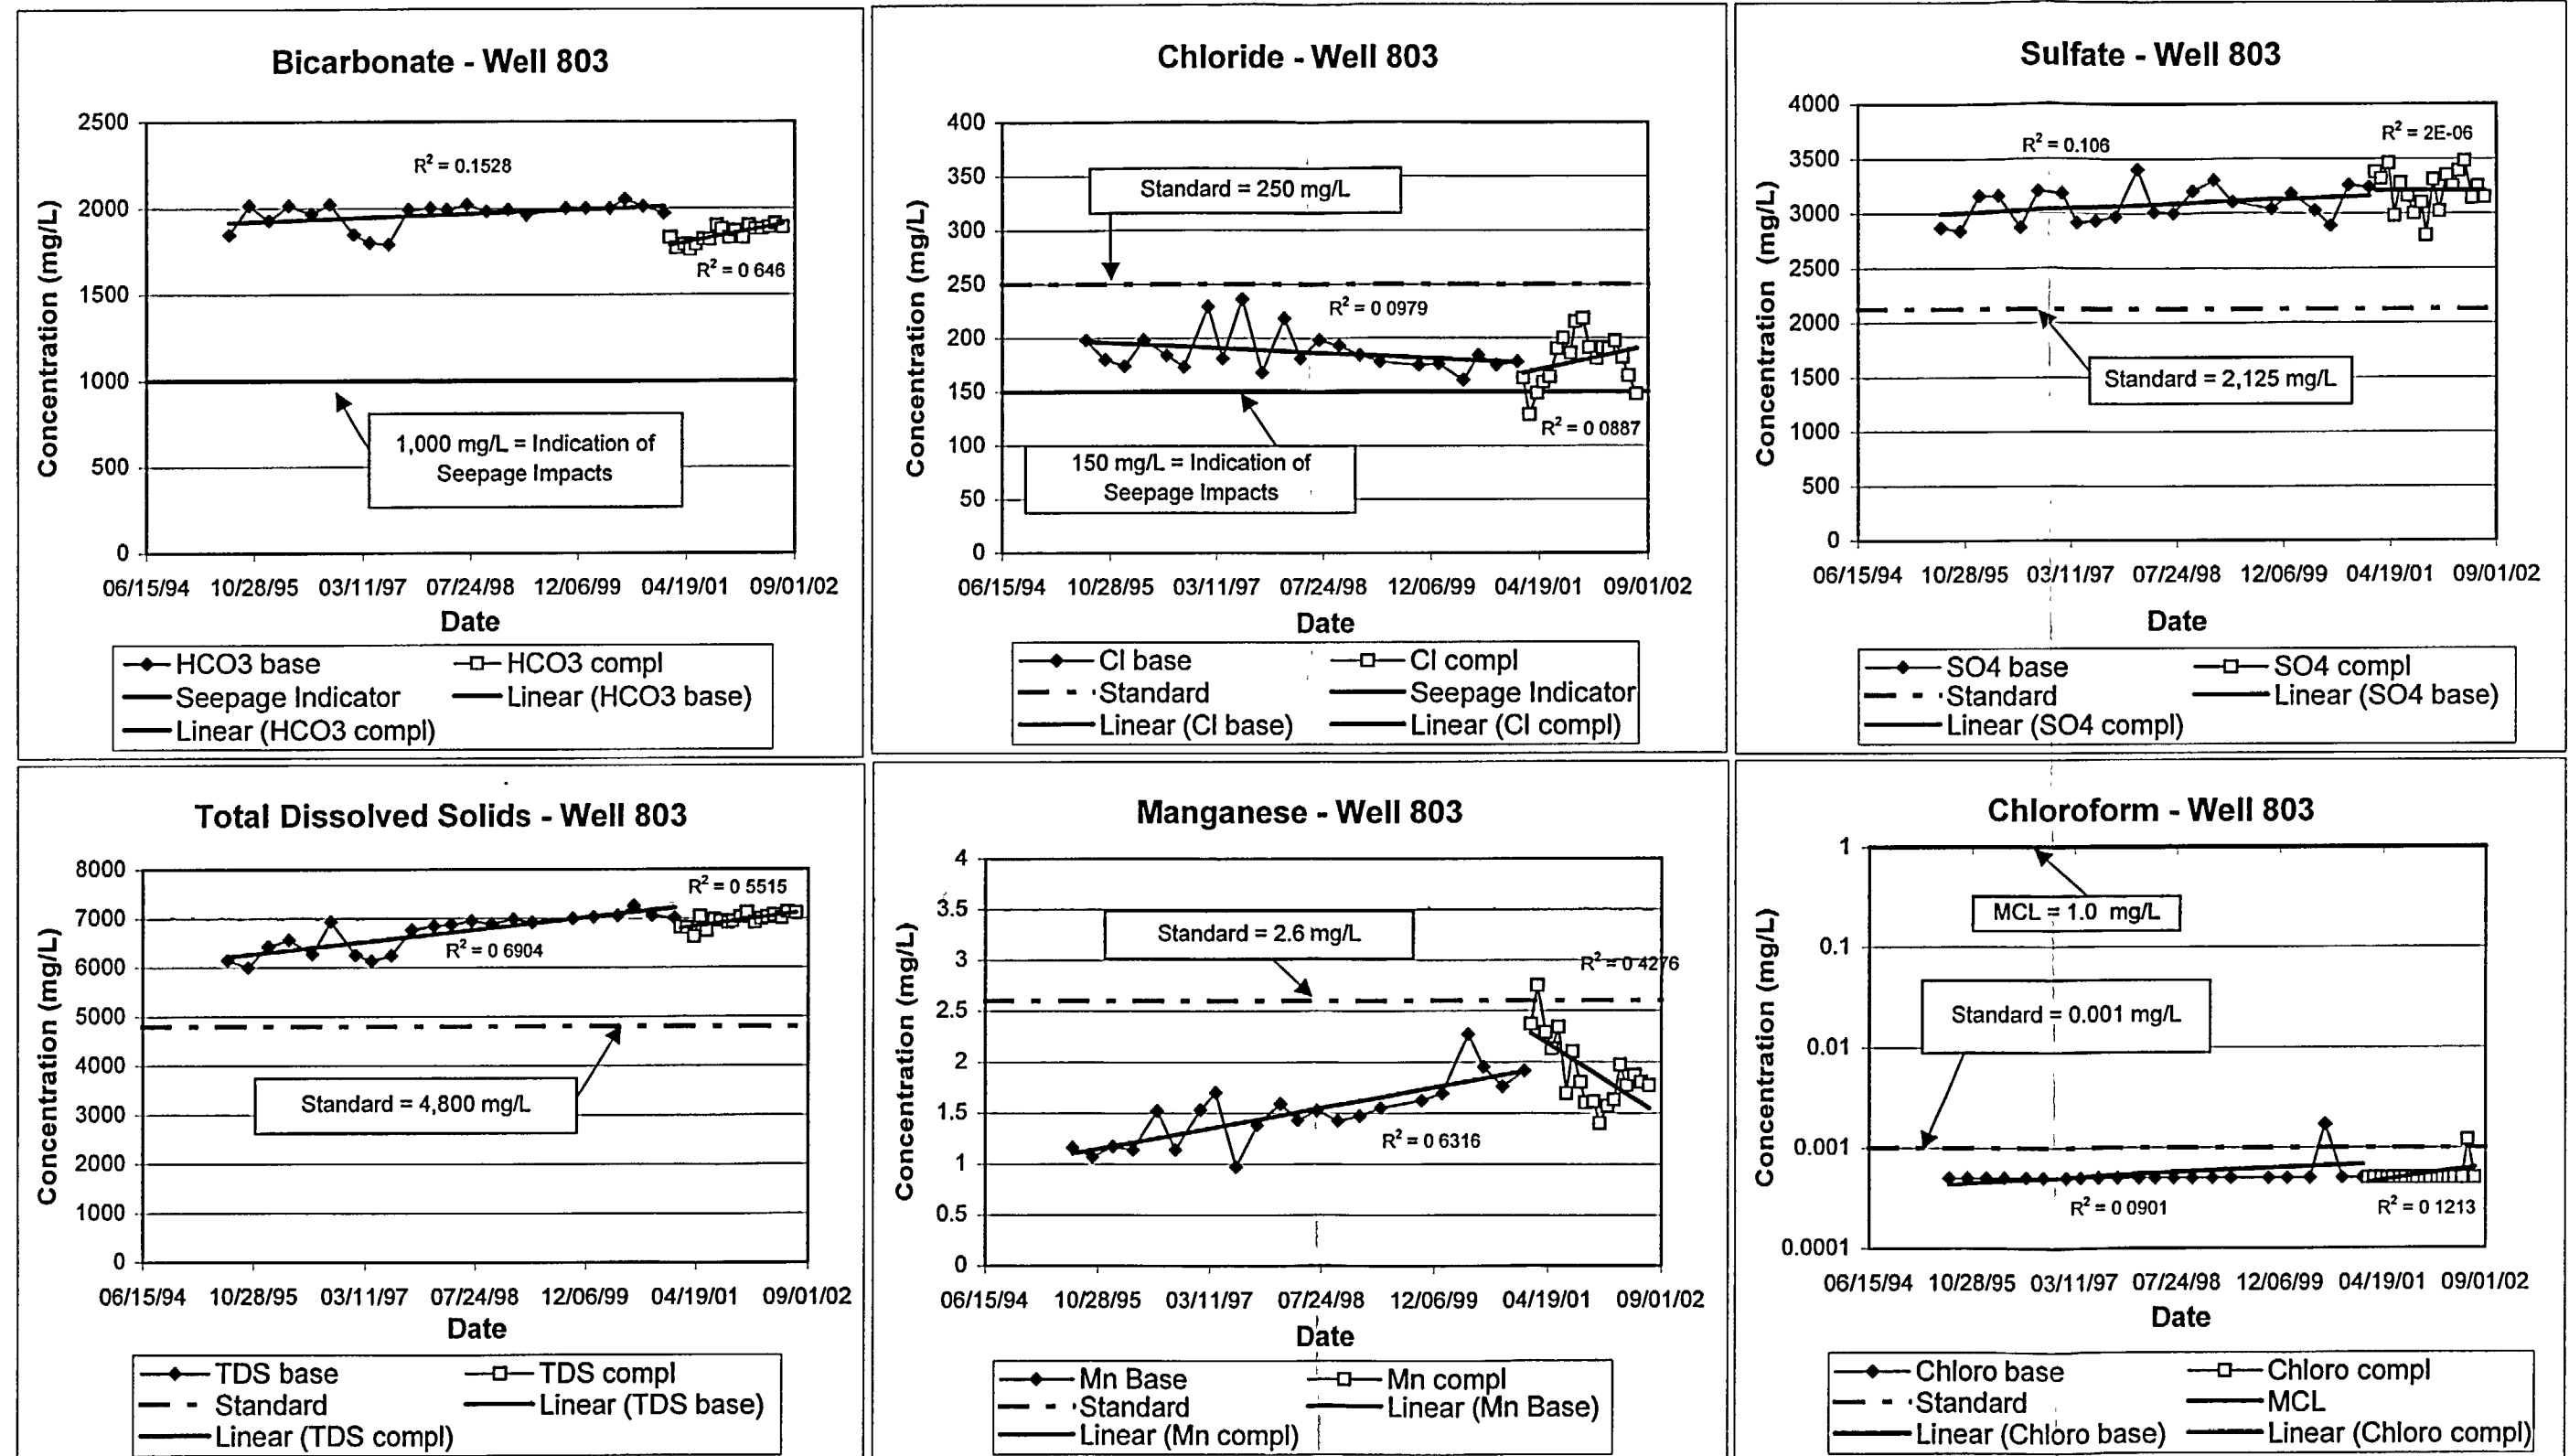 Bicarbonate - Well 803
R² = 0.1528
R² = 0 646
2500
2000
1500
1000
500
0
Concentration (mg/L)
1,000 mg/L = Indication of
Seepage Impacts
06/15/94 10/28/95 03/11/97 07/24/98 12/06/99 04/19/01 09/01/02
Date
HCO3 base HCO3 compl
Seepage Indicator Linear (HCO3 base)
Linear (HCO3 compl)
Chloride - Well 803
400
350
300
250
200
150
100
50
0
Concentration (mg/L)
Standard = 250 mg/L
R² = 0 0979
R² = 0 0887
150 mg/L = Indication of
Seepage Impacts
06/15/94 10/28/95 03/11/97 07/24/98 12/06/99 04/19/01 09/01/02
Date
Cl base Cl compl
Standard Seepage Indicator
Linear (Cl base) Linear (Cl compl)
Sulfate - Well 803
4000
3500
3000
2500
2000
1500
1000
500
0
Concentration (mg/L)
R² = 0.106
R² = 2E-06
Standard = 2,125 mg/L
06/15/94 10/28/95 03/11/97 07/24/98 12/06/99 04/19/01 09/01/02
Date
SO4 base SO4 compl
Standard Linear (SO4 base)
Linear (SO4 compl)
Total Dissolved Solids - Well 803
8000
7000
6000
5000
4000
3000
2000
1000
0
Concentration (mg/L)
R² = 0 5515
R² = 0 6904
Standard = 4,800 mg/L
06/15/94 10/28/95 03/11/97 07/24/98 12/06/99 04/19/01 09/01/02
Date
TDS base TDS compl
Standard Linear (TDS base)
Linear (TDS compl)
Manganese - Well 803
4
3.5
3
2.5
2
1.5
1
0.5
0
Concentration (mg/L)
Standard = 2.6 mg/L
R² = 0 4276
R² = 0 6316
06/15/94 10/28/95 03/11/97 07/24/98 12/06/99 04/19/01 09/01/02
Date
Mn Base Mn compl
Standard Linear (Mn Base)
Linear (Mn compl)
Chloroform - Well 803
1
0.1
0.01
0.001
0.0001
Concentration (mg/L)
MCL = 1.0 mg/L
Standard = 0.001 mg/L
R² = 0 0901
R² = 0 1213
06/15/94 10/28/95 03/11/97 07/24/98 12/06/99 04/19/01 09/01/02
Date
Chloro base Chloro compl
Standard MCL
Linear (Chloro base) Linear (Chloro compl)